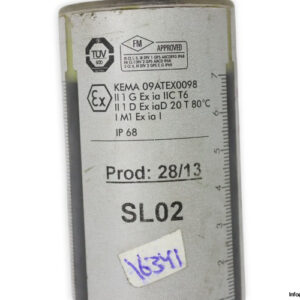 TÜV
FM
APPROVED
KEMA 09ATEX0098
II 1 G Ex ia IIC T6
II 1 D Ex iaD 20 T 80°C
I M1 Ex ia I
IP 68
Prod: 28/13
SL02
16341
7